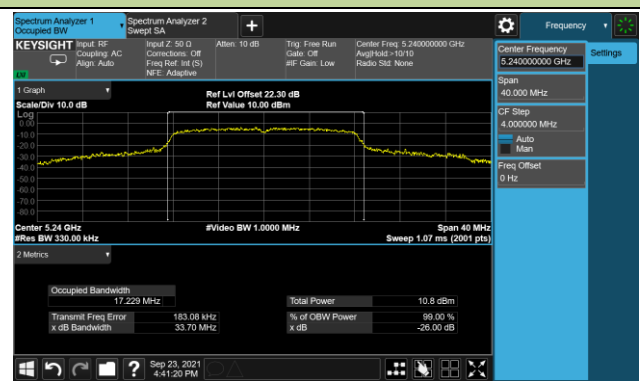 Spectrum Analyzer 1
Occupied BW
Spectrum Analyzer 2
Swept SA
+
Frequency
KEYSIGHT
LXI
Input: RF
Coupling: AC
Align: Auto
Input Z: 50 Ω
Corrections: Off
Freq Ref: Int (S)
NFE: Adaptive
Atten: 10 dB
Trig: Free Run
Gate: Off
#IF Gain: Low
Center Freq: 5.240000000 GHz
Avg|Hold:>10/10
Radio Std: None
Center Frequency
5.240000000 GHz
Settings
Span
40.000 MHz
CF Step
4.000000 MHz
Auto
Man
Freq Offset
0 Hz
1 Graph
Scale/Div 10.0 dB
Ref Lvl Offset 22.30 dB
Ref Value 10.00 dBm
Log
0.00
-10.0
-20.0
-30.0
-40.0
-50.0
-60.0
-70.0
-80.0
Center 5.24 GHz
#Res BW 330.00 kHz
#Video BW 1.0000 MHz
Span 40 MHz
Sweep 1.07 ms (2001 pts)
2 Metrics
Occupied Bandwidth
17.229 MHz
Total Power 10.8 dBm
Transmit Freq Error 183.08 kHz
% of OBW Power 99.00 %
x dB Bandwidth 33.70 MHz
x dB -26.00 dB
?
Sep 23, 2021
4:41:20 PM